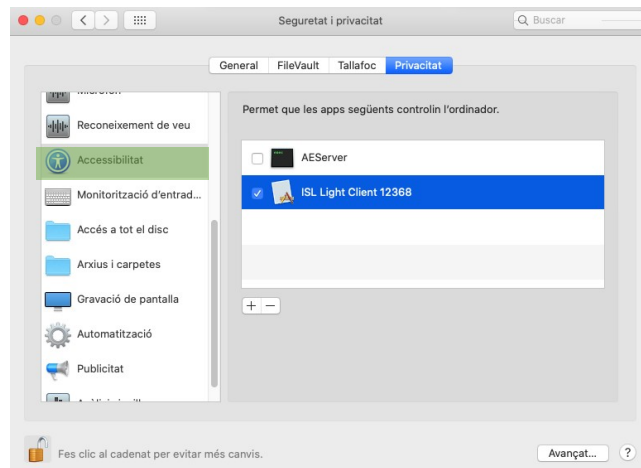 Seguretat i privacitat
Buscar
General FileVault Tallafoc Privacitat
Micròfon
Reconeixement de veu
Accessibilitat
Monitorització d'entrad...
Accés a tot el disc
Arxius i carpetes
Gravació de pantalla
Automatització
Publicitat
Permet que les apps següents controlin l'ordinador.
AEServer
ISL Light Client 12368
+ −
Fes clic al cadenat per evitar més canvis.
Avançat... ?